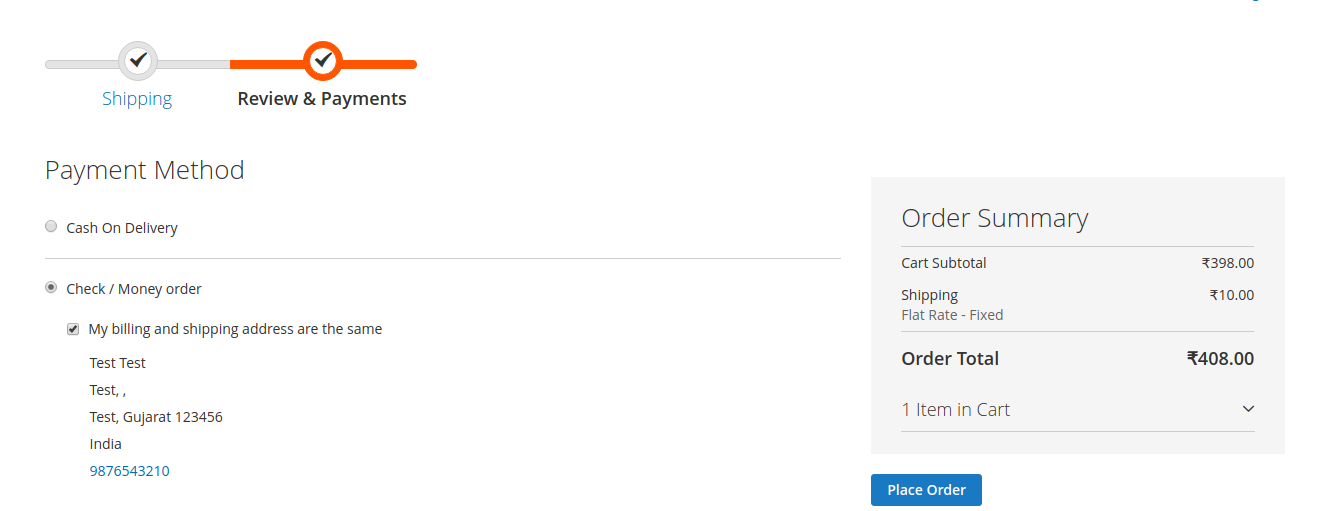 Shipping
Review & Payments
Payment Method
Cash On Delivery
Check / Money order
My billing and shipping address are the same
Test Test
Test, ,
Test, Gujarat 123456
India
9876543210
Order Summary
Cart Subtotal ₹398.00
Shipping ₹10.00
Flat Rate - Fixed
Order Total ₹408.00
1 Item in Cart
Place Order